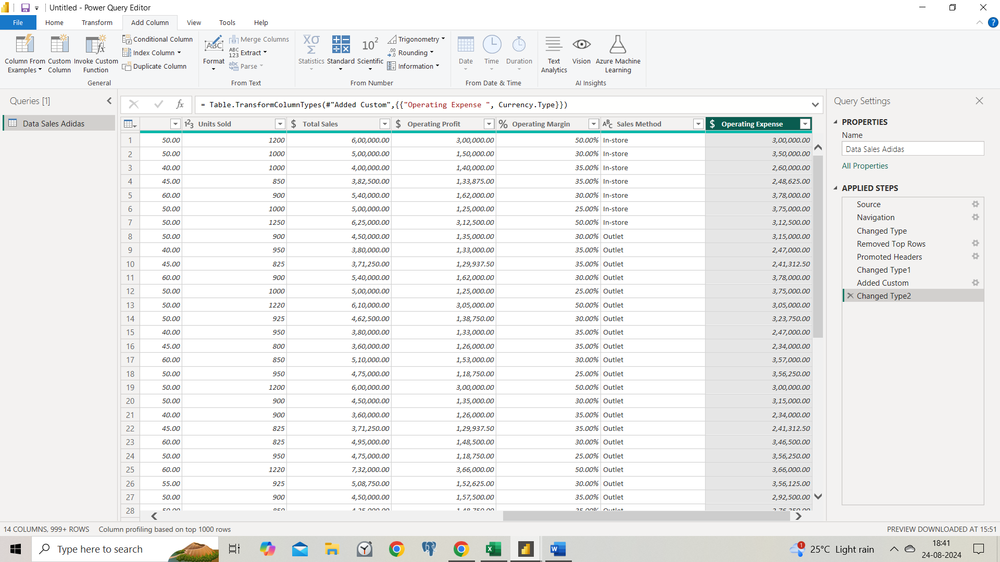 Untitled - Power Query Editor
File Home Transform Add Column View Tools Help
Column From Examples
Custom Column
Invoke Custom Function
Conditional Column
Index Column
Duplicate Column
General
Format
Merge Columns
Extract
Parse
From Text
Statistics
Standard
Scientific
Trigonometry
Rounding
Information
From Number
Date
Time
Duration
From Date & Time
Text Analytics
Vision
Azure Machine Learning
AI Insights
Queries [1]
Data Sales Adidas
= Table.TransformColumnTypes(#"Added Custom",{{"Operating Expense ", Currency.Type}})
Units Sold Total Sales Operating Profit Operating Margin Sales Method Operating Expense
1 50.00 1200 6,00,000.00 3,00,000.00 50.00% In-store 3,00,000.00
2 50.00 1000 5,00,000.00 1,50,000.00 30.00% In-store 3,50,000.00
3 40.00 1000 4,00,000.00 1,40,000.00 35.00% In-store 2,60,000.00
4 45.00 850 3,82,500.00 1,33,875.00 35.00% In-store 2,48,625.00
5 60.00 900 5,40,000.00 1,62,000.00 30.00% In-store 3,78,000.00
6 50.00 1000 5,00,000.00 1,25,000.00 25.00% In-store 3,75,000.00
7 50.00 1250 6,25,000.00 3,12,500.00 50.00% In-store 3,12,500.00
8 50.00 900 4,50,000.00 1,35,000.00 30.00% Outlet 3,15,000.00
9 40.00 950 3,80,000.00 1,33,000.00 35.00% Outlet 2,47,000.00
10 45.00 825 3,71,250.00 1,29,937.50 35.00% Outlet 2,41,312.50
11 60.00 900 5,40,000.00 1,62,000.00 30.00% Outlet 3,78,000.00
12 50.00 1000 5,00,000.00 1,25,000.00 25.00% Outlet 3,75,000.00
13 50.00 1220 6,10,000.00 3,05,000.00 50.00% Outlet 3,05,000.00
14 50.00 925 4,62,500.00 1,38,750.00 30.00% Outlet 3,23,750.00
15 40.00 950 3,80,000.00 1,33,000.00 35.00% Outlet 2,47,000.00
16 45.00 800 3,60,000.00 1,26,000.00 35.00% Outlet 2,34,000.00
17 60.00 850 5,10,000.00 1,53,000.00 30.00% Outlet 3,57,000.00
18 50.00 950 4,75,000.00 1,18,750.00 25.00% Outlet 3,56,250.00
19 50.00 1200 6,00,000.00 3,00,000.00 50.00% Outlet 3,00,000.00
20 50.00 900 4,50,000.00 1,35,000.00 30.00% Outlet 3,15,000.00
21 40.00 900 3,60,000.00 1,26,000.00 35.00% Outlet 2,34,000.00
22 45.00 825 3,71,250.00 1,29,937.50 35.00% Outlet 2,41,312.50
23 60.00 825 4,95,000.00 1,48,500.00 30.00% Outlet 3,46,500.00
24 50.00 950 4,75,000.00 1,18,750.00 25.00% Outlet 3,56,250.00
25 60.00 1220 7,32,000.00 3,66,000.00 50.00% Outlet 3,66,000.00
26 55.00 925 5,08,750.00 1,52,625.00 30.00% Outlet 3,56,125.00
27 50.00 900 4,50,000.00 1,57,500.00 35.00% Outlet 2,92,500.00
28
Query Settings
PROPERTIES
Name
Data Sales Adidas
All Properties
APPLIED STEPS
Source
Navigation
Changed Type
Removed Top Rows
Promoted Headers
Changed Type1
Added Custom
Changed Type2
14 COLUMNS, 999+ ROWS Column profiling based on top 1000 rows PREVIEW DOWNLOADED AT 15:51
Type here to search
1 25°C Light rain
18:41
24-08-2024